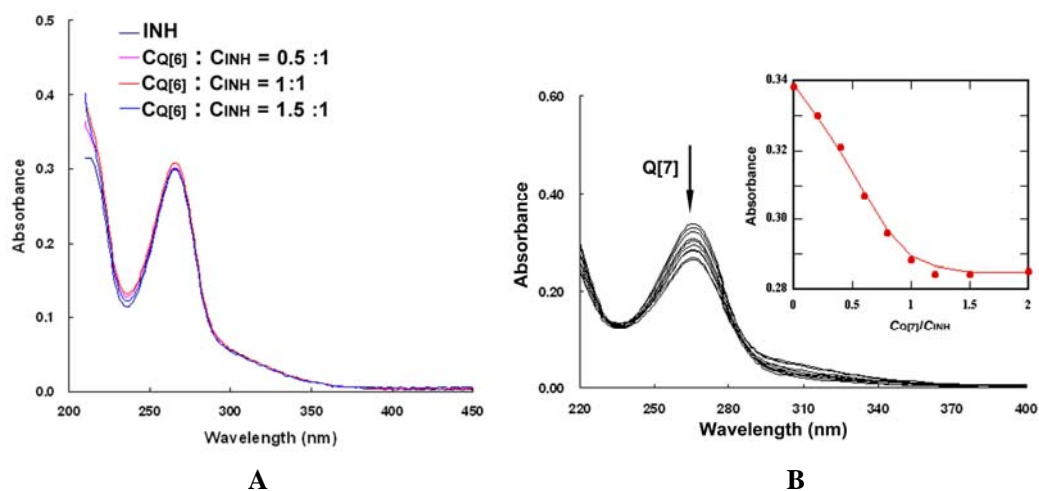 INH
CQ[6] : CINH = 0.5 :1
CQ[6] : CINH = 1:1
CQ[6] : CINH = 1.5 :1
0.5
0.4
0.3
0.2
0.1
0.0
Absorbance
200 250 300 350 400 450
Wavelength (nm)
A
0.60
0.40
0.20
0.00
Absorbance
Q[7]
220 250 280 310 340 370 400
Wavelength (nm)
0.34
0.32
0.30
0.28
Absorbance
0 0.5 1 1.5 2
CQ[7]/CINH
B